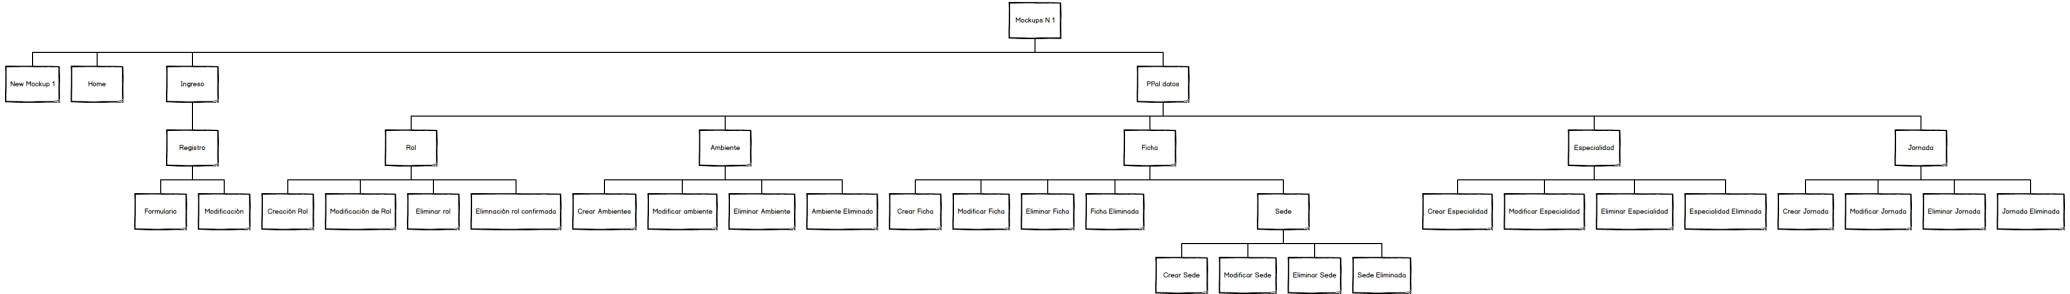 Mockups N 1
New Mockup 1
Home
Ingreso
PPal datos
Registro
Rol
Ambiente
Ficha
Especialidad
Jornada
Formulario
Modificación
Creación Rol
Modificación de Rol
Eliminar rol
Elimnación rol confirmada
Crear Ambientes
Modificar ambiente
Eliminar Ambiente
Ambiente Eliminado
Crear Ficha
Modificar Ficha
Eliminar Ficha
Ficha Eliminada
Sede
Crear Especialidad
Modificar Especialidad
Eliminar Especialidad
Especialidad Eliminada
Crear Jornada
Modificar Jornada
Eliminar Jornada
Jornada Eliminada
Crear Sede
Modificar Sede
Eliminar Sede
Sede Eliminada